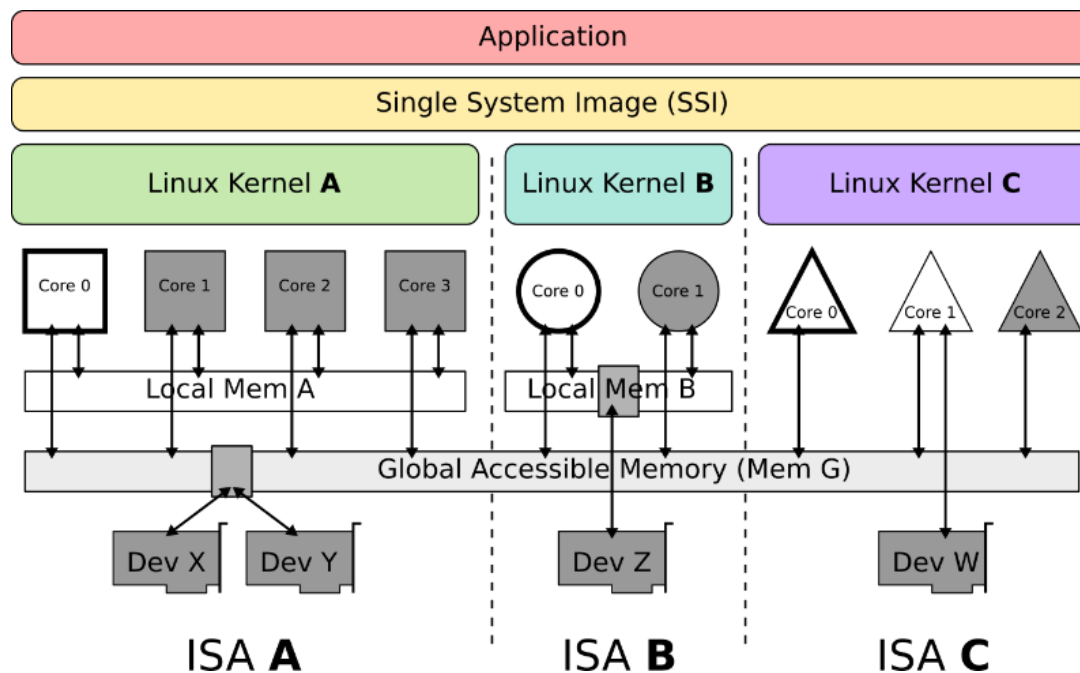 Application
Single System Image (SSI)
Linux Kernel A
Linux Kernel B
Linux Kernel C
Core 0
Core 1
Core 2
Core 3
Core 0
Core 1
Core 0
Core 1
Core 2
Local Mem A
Local Mem B
Global Accessible Memory (Mem G)
Dev X
Dev Y
Dev Z
Dev W
ISA A
ISA B
ISA C